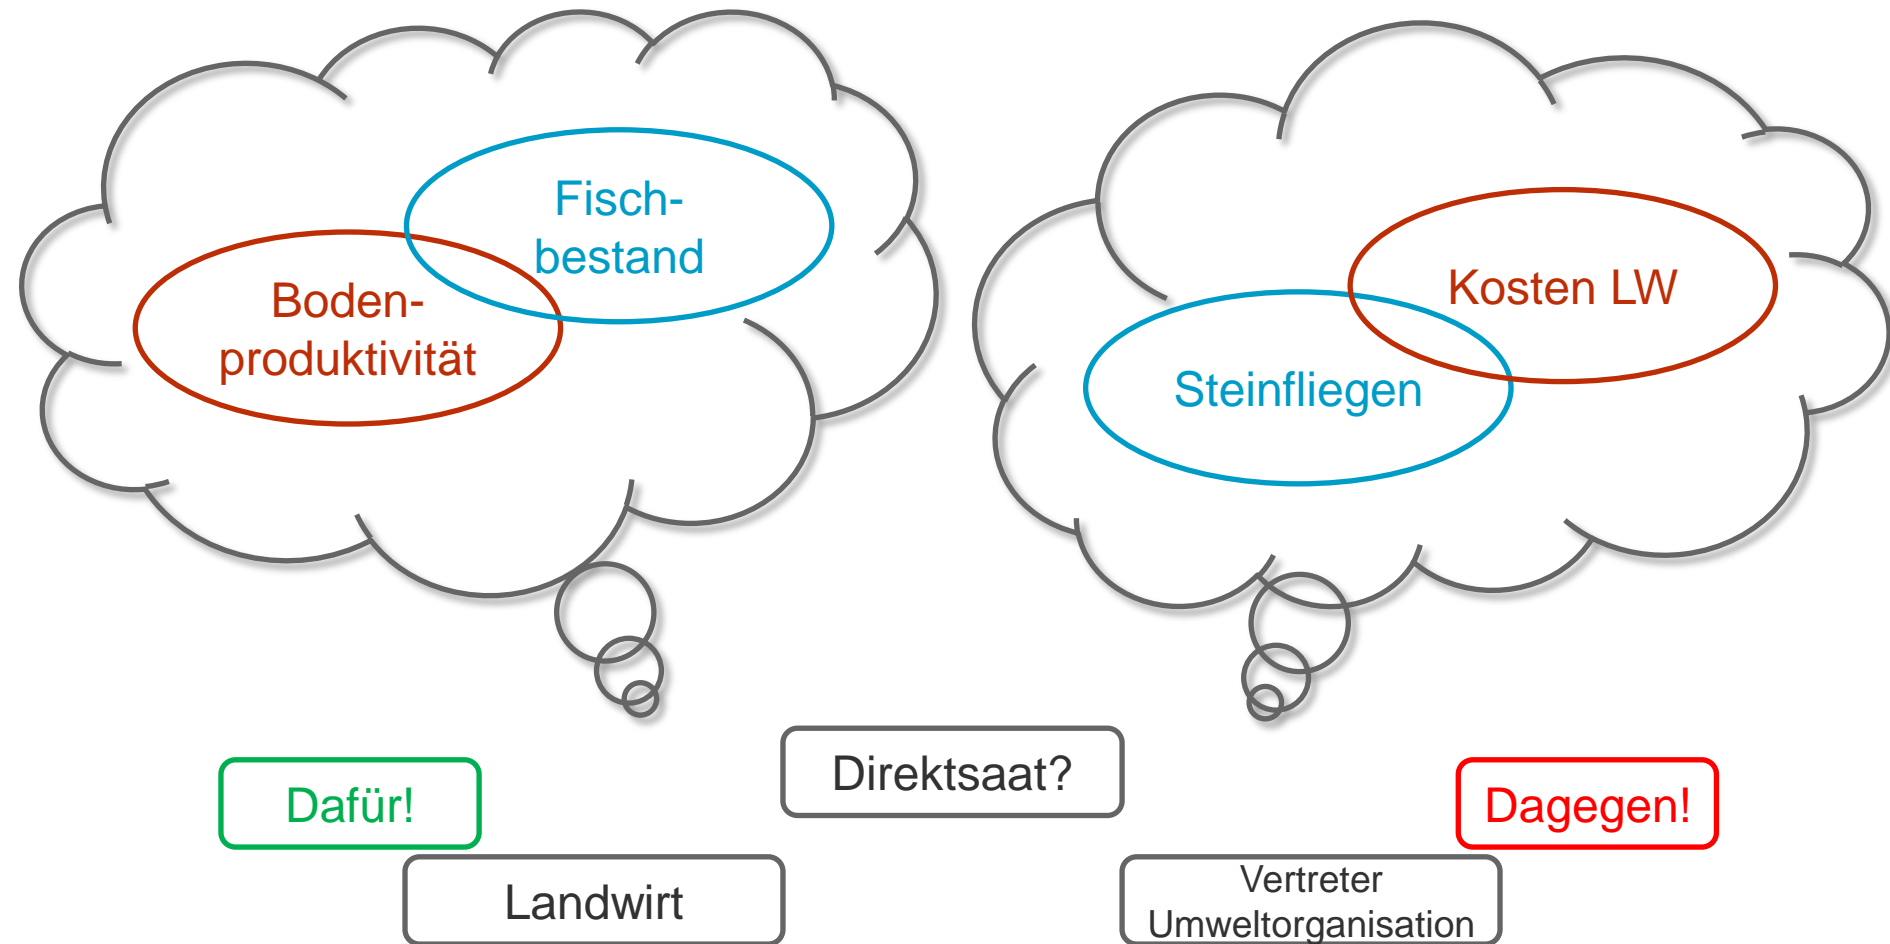 Fisch-
bestand
Boden-
produktivität
Kosten LW
Steinfliegen
Direktsaat?
Dafür!
Dagegen!
Landwirt
Vertreter
Umweltorganisation